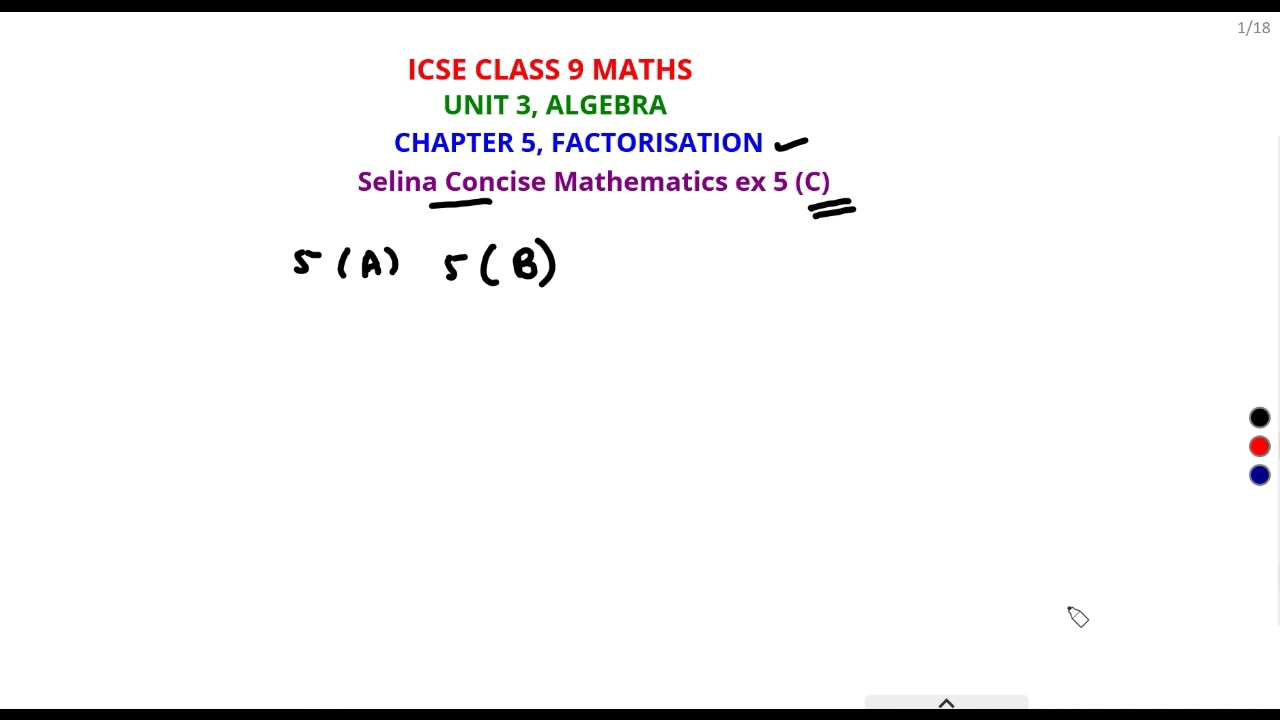 1/18
ICSE CLASS 9 MATHS
UNIT 3, ALGEBRA
CHAPTER 5, FACTORISATION
Selina Concise Mathematics ex 5 (C)
5 (A) 5 (B)